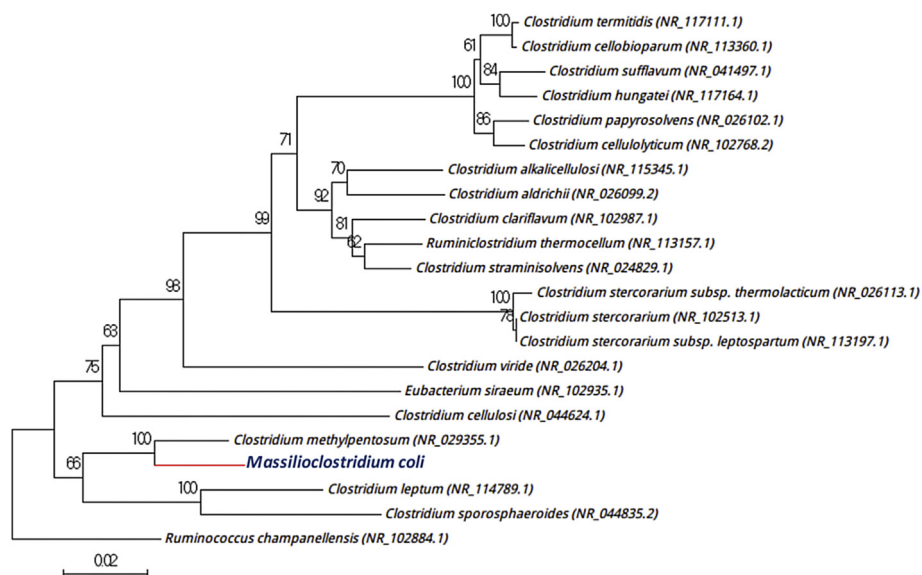 100 Clostridium termitidis (NR_117111.1)
61 Clostridium cellobioparum (NR_113360.1)
84 Clostridium sufflavum (NR_041497.1)
100 Clostridium hungatei (NR_117164.1)
86 Clostridium papyrosolvens (NR_026102.1)
71 Clostridium cellulolyticum (NR_102768.2)
70 Clostridium alkalicellulosi (NR_115345.1)
92 Clostridium aldrichii (NR_026099.2)
99 81 Clostridium clariflavum (NR_102987.1)
62 Ruminiclostridium thermocellum (NR_113157.1)
Clostridium straminisolvens (NR_024829.1)
98 100 Clostridium stercorarium subsp. thermolacticum (NR_026113.1)
78 Clostridium stercorarium (NR_102513.1)
63 Clostridium stercorarium subsp. leptospartum (NR_113197.1)
75 Clostridium viride (NR_026204.1)
Eubacterium siraeum (NR_102935.1)
Clostridium cellulosi (NR_044624.1)
100 Clostridium methylpentosum (NR_029355.1)
66 Massilioclostridium coli
100 Clostridium leptum (NR_114789.1)
Clostridium sporosphaeroides (NR_044835.2)
Ruminococcus champanellensis (NR_102884.1)
0.02